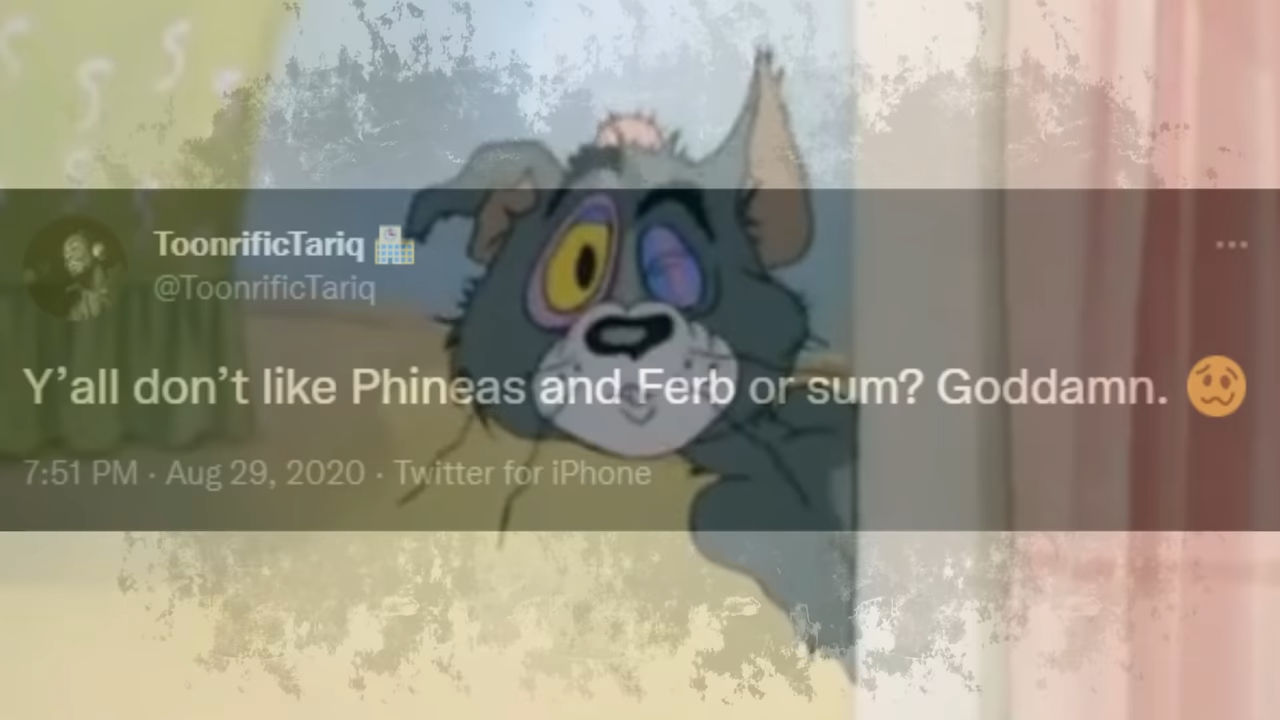 ToonrificTariq 🏥
@ToonrificTariq
Y’all don’t like Phineas and Ferb or sum? Goddamn. 🥴
7:51 PM · Aug 29, 2020 · Twitter for iPhone